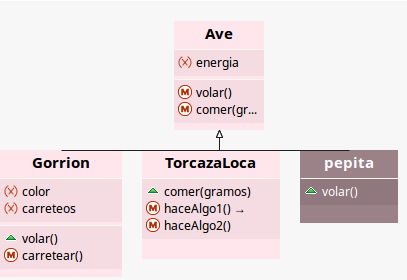 Ave
(x) energia
M volar()
M comer(gr...
Gorrion
(x) color
(x) carreteos
volar()
M carretear()
TorcazaLoca
comer(gramos)
M haceAlgo1() →
M haceAlgo2()
pepita
volar()